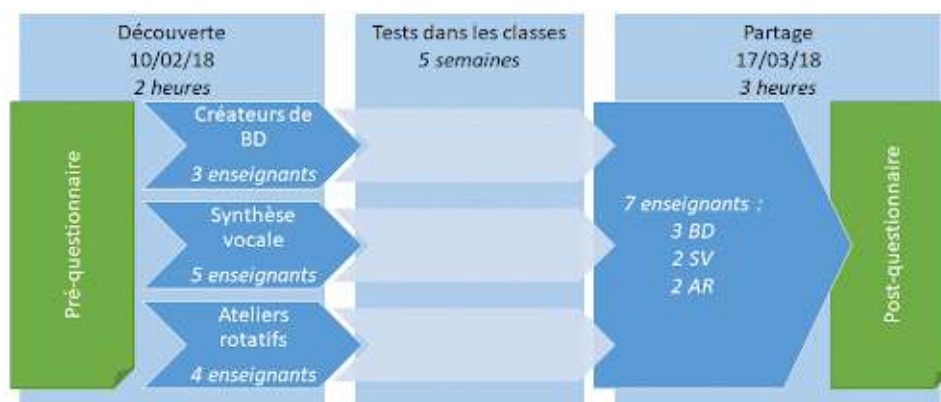 Découverte
10/02/18
2 heures
Tests dans les classes
5 semaines
Partage
17/03/18
3 heures
Pré-questionnaire
Créateurs de
BD
3 enseignants
Synthèse
vocale
5 enseignants
Ateliers
rotatifs
4 enseignants
7 enseignants :
3 BD
2 SV
2 AR
Post-questionnaire